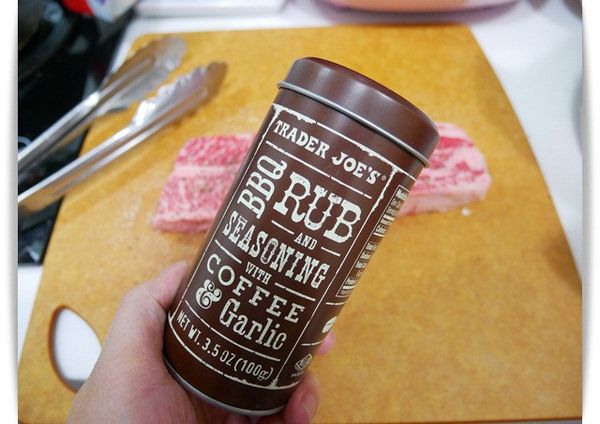 TRADER JOE'S®
BBQ
RUB
AND
SEASONING
WITH
COFFEE
& Garlic
NET WT. 3.5 OZ (100g)